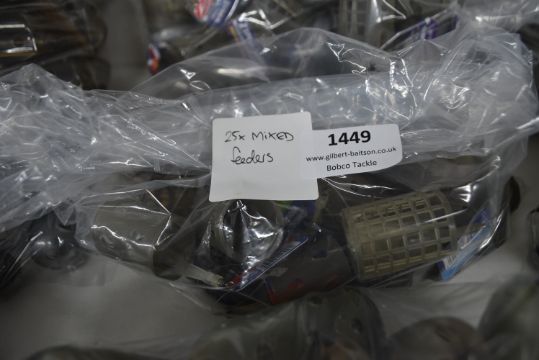 25x MIXED
feeders
1449
www.gilbert-baitson.co.uk
Bobco Tackle